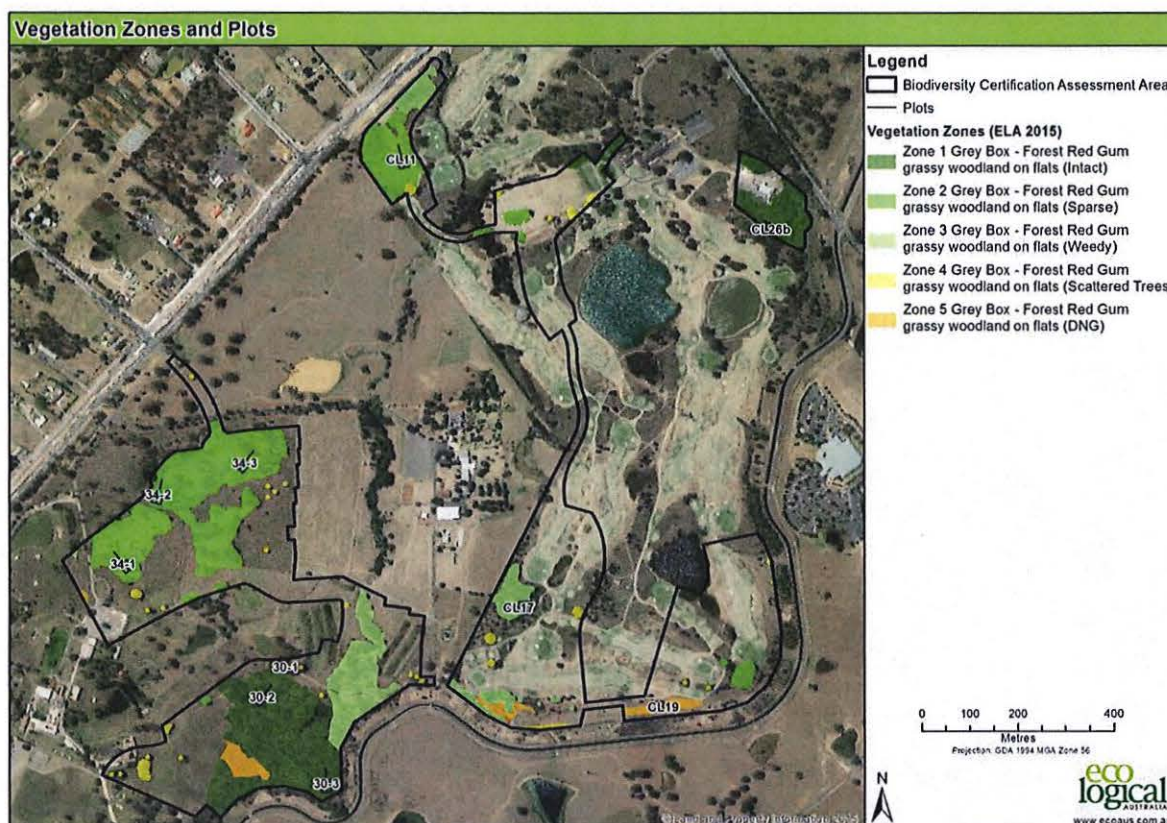 Vegetation Zones and Plots
Legend
Biodiversity Certification Assessment Area
Plots
Vegetation Zones (ELA 2015)
Zone 1 Grey Box - Forest Red Gum
grassy woodland on flats (Intact)
Zone 2 Grey Box - Forest Red Gum
grassy woodland on flats (Sparse)
Zone 3 Grey Box - Forest Red Gum
grassy woodland on flats (Weedy)
Zone 4 Grey Box - Forest Red Gum
grassy woodland on flats (Scattered Trees
Zone 5 Grey Box - Forest Red Gum
grassy woodland on flats (DNG)
CL11
CL26b
34-3
34-2
34-1
CL17
30-1
30-2
CL19
30-3
0 100 200 400
Metres
Projection: GDA 1994 MGA Zone 56
N
eco
logical
AUSTRALIA
www.ecoaus.com.a